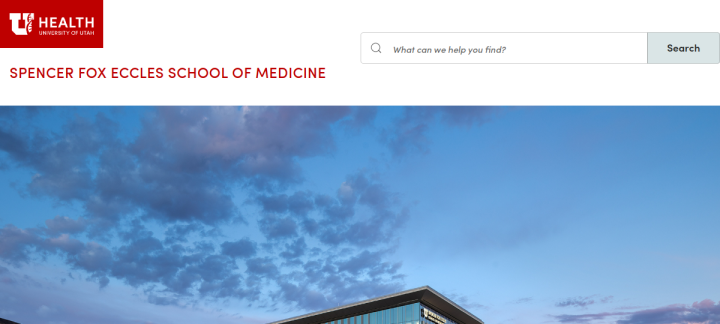 U HEALTH
UNIVERSITY OF UTAH
What can we help you find?
Search
SPENCER FOX ECCLES SCHOOL OF MEDICINE